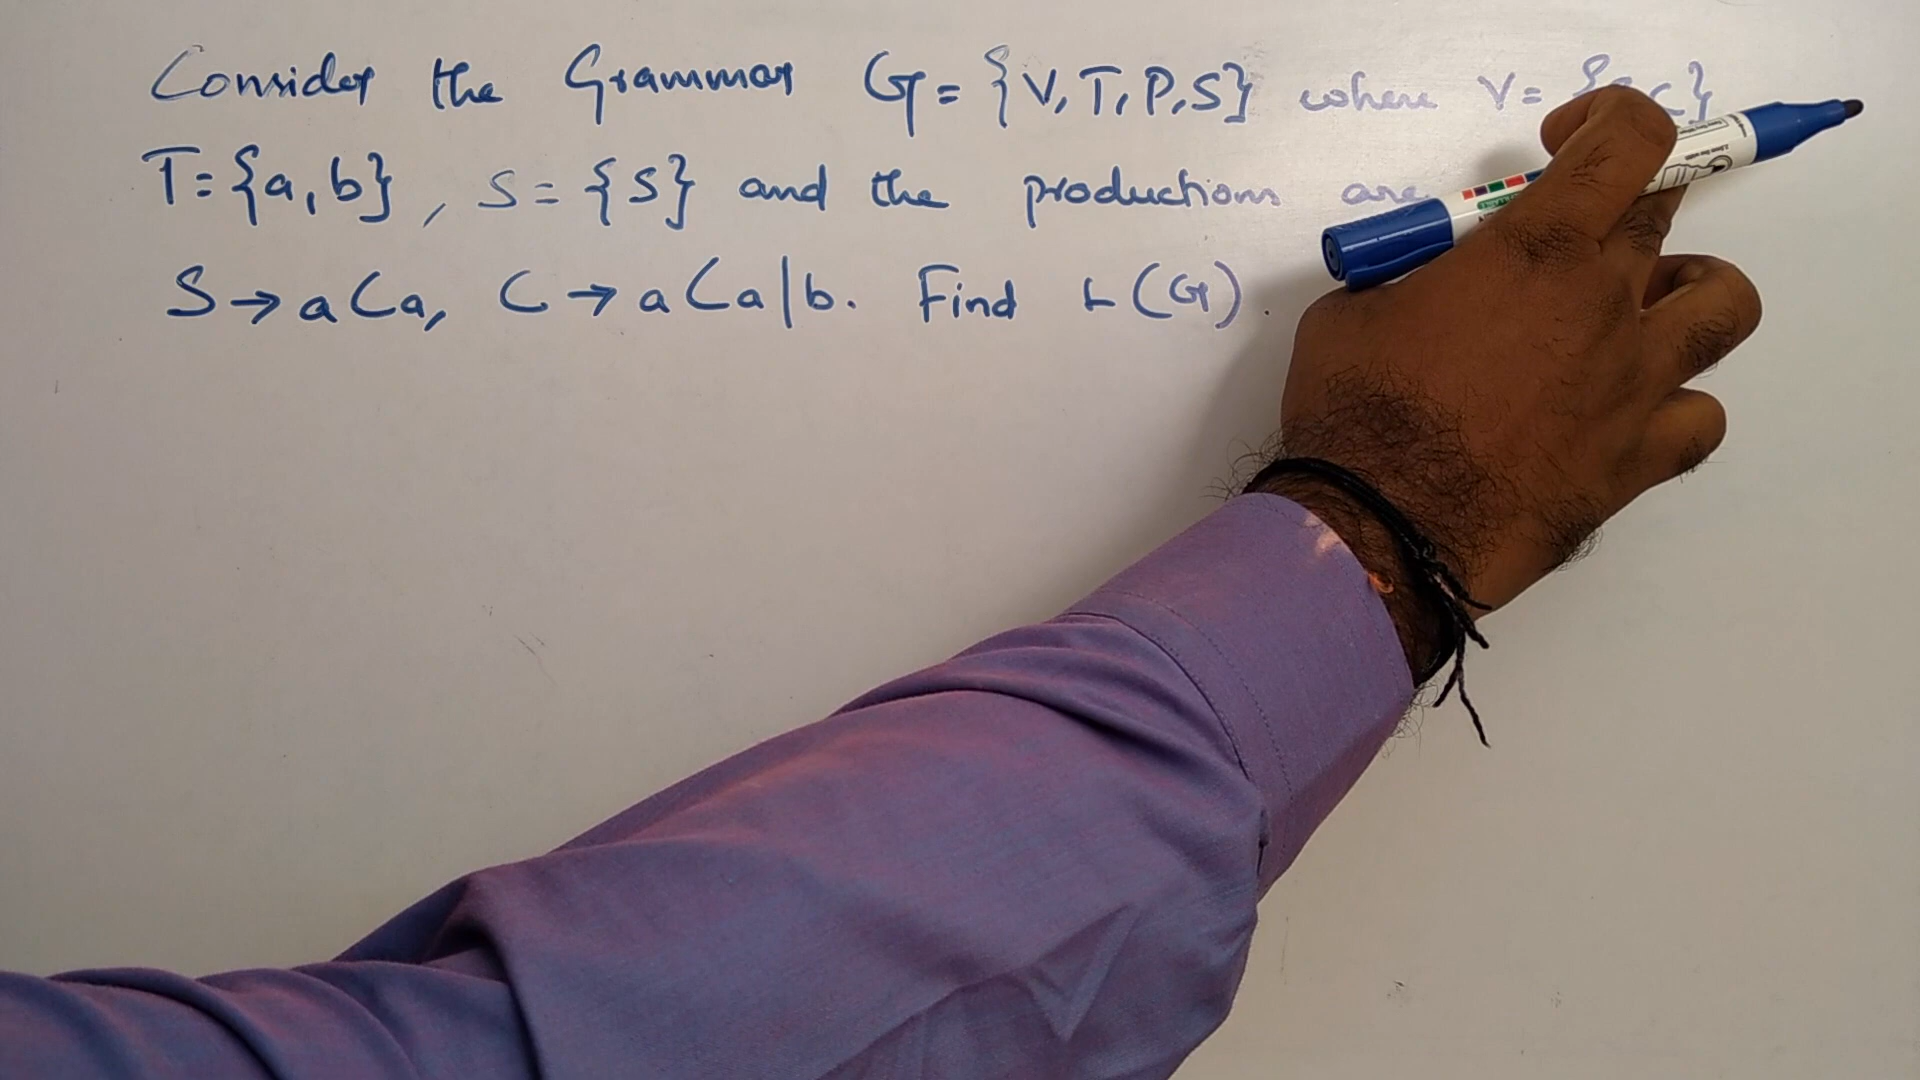 Consider the Grammar G = {V, T, P, S} where V = { C}
T = {a, b}, S = {S} and the productions are
S → aCa, C → aCa|b. Find L(G).